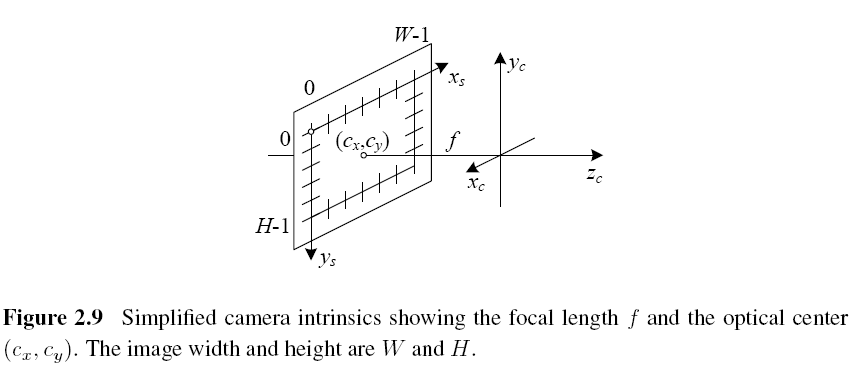 W-1
0
x_s
y_c
0
(c_x,c_y)
f
x_c
z_c
H-1
y_s
Figure 2.9 Simplified camera intrinsics showing the focal length f and the optical center
(c_x, c_y). The image width and height are W and H.